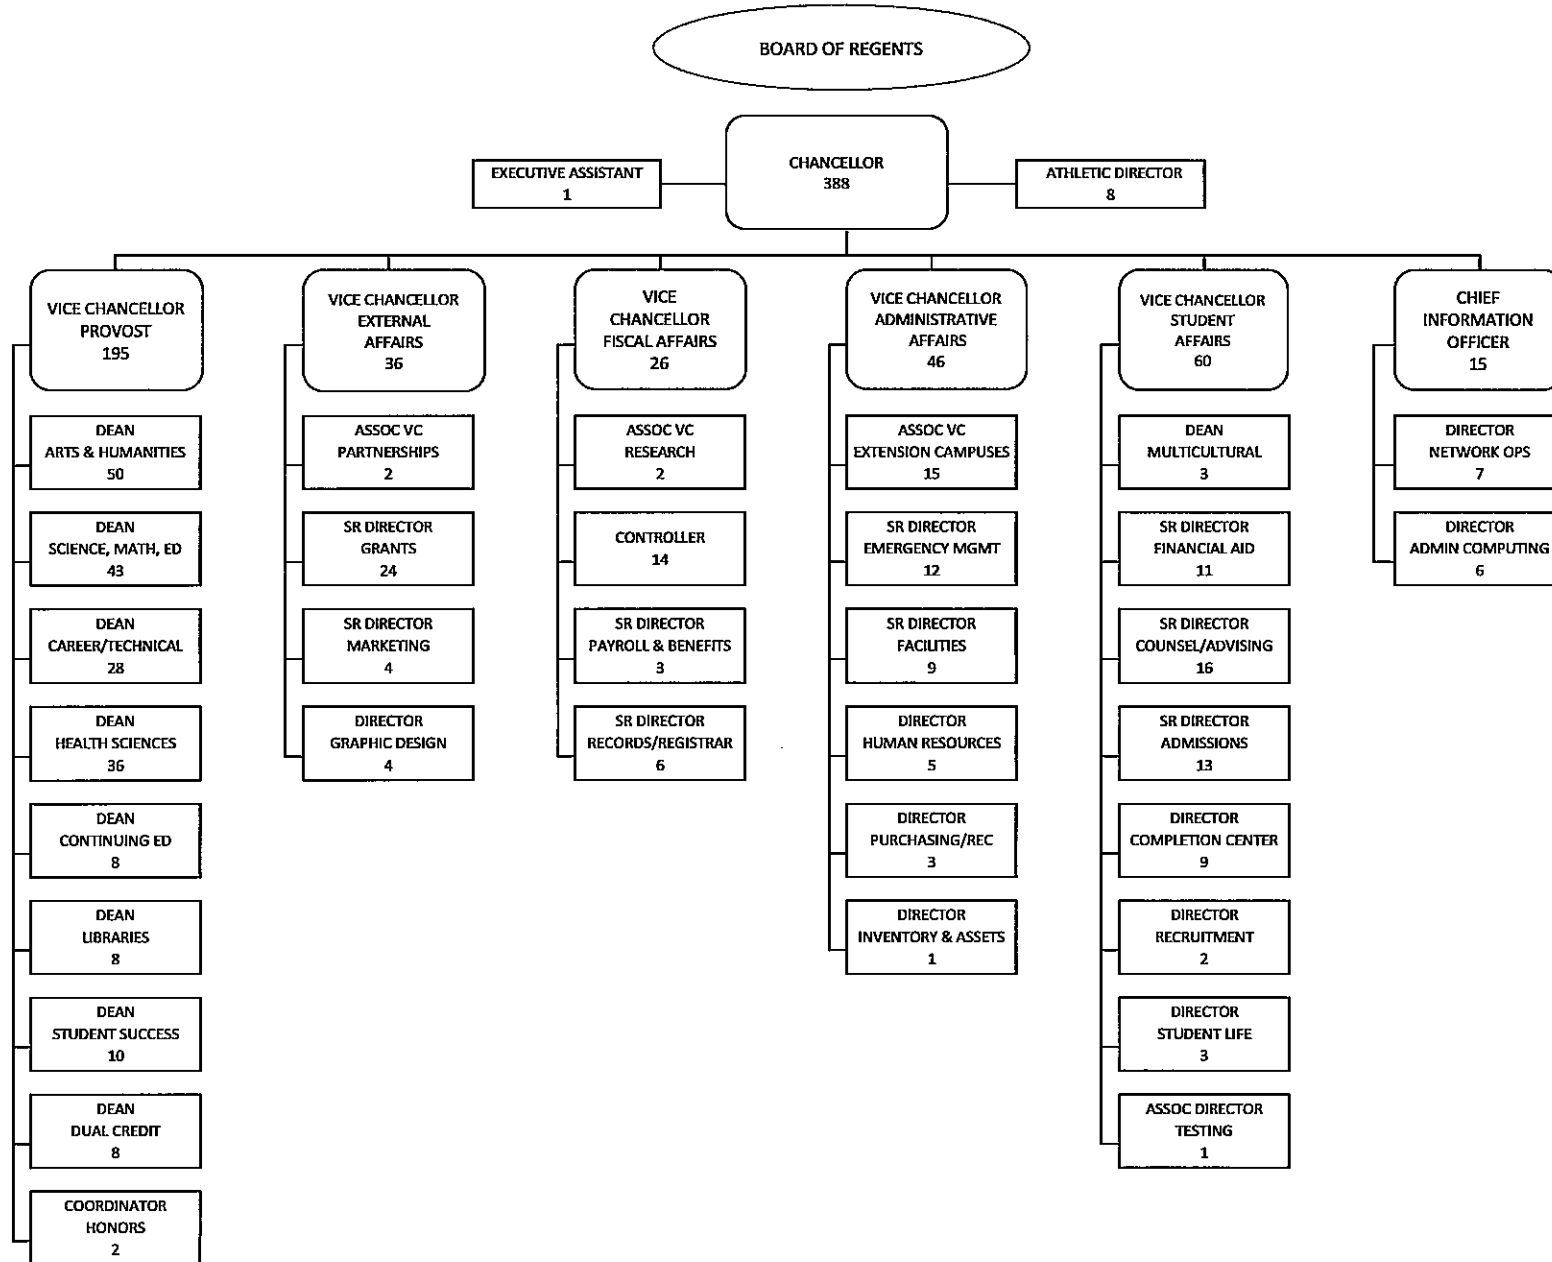 BOARD OF REGENTS
CHANCELLOR
388
EXECUTIVE ASSISTANT
1
ATHLETIC DIRECTOR
8
VICE CHANCELLOR
PROVOST
195
DEAN
ARTS & HUMANITIES
50
DEAN
SCIENCE, MATH, ED
43
DEAN
CAREER/TECHNICAL
28
DEAN
HEALTH SCIENCES
36
DEAN
CONTINUING ED
8
DEAN
LIBRARIES
8
DEAN
STUDENT SUCCESS
10
DEAN
DUAL CREDIT
8
COORDINATOR
HONORS
2
VICE CHANCELLOR
EXTERNAL
AFFAIRS
36
ASSOC VC
PARTNERSHIPS
2
SR DIRECTOR
GRANTS
24
SR DIRECTOR
MARKETING
4
DIRECTOR
GRAPHIC DESIGN
4
VICE
CHANCELLOR
FISCAL AFFAIRS
26
ASSOC VC
RESEARCH
2
CONTROLLER
14
SR DIRECTOR
PAYROLL & BENEFITS
3
SR DIRECTOR
RECORDS/REGISTRAR
6
VICE CHANCELLOR
ADMINISTRATIVE
AFFAIRS
46
ASSOC VC
EXTENSION CAMPUSES
15
SR DIRECTOR
EMERGENCY MGMT
12
SR DIRECTOR
FACILITIES
9
DIRECTOR
HUMAN RESOURCES
5
DIRECTOR
PURCHASING/REC
3
DIRECTOR
INVENTORY & ASSETS
1
VICE CHANCELLOR
STUDENT
AFFAIRS
60
DEAN
MULTICULTURAL
3
SR DIRECTOR
FINANCIAL AID
11
SR DIRECTOR
COUNSEL/ADVISING
16
SR DIRECTOR
ADMISSIONS
13
DIRECTOR
COMPLETION CENTER
9
DIRECTOR
RECRUITMENT
2
DIRECTOR
STUDENT LIFE
3
ASSOC DIRECTOR
TESTING
1
CHIEF
INFORMATION
OFFICER
15
DIRECTOR
NETWORK OPS
7
DIRECTOR
ADMIN COMPUTING
6